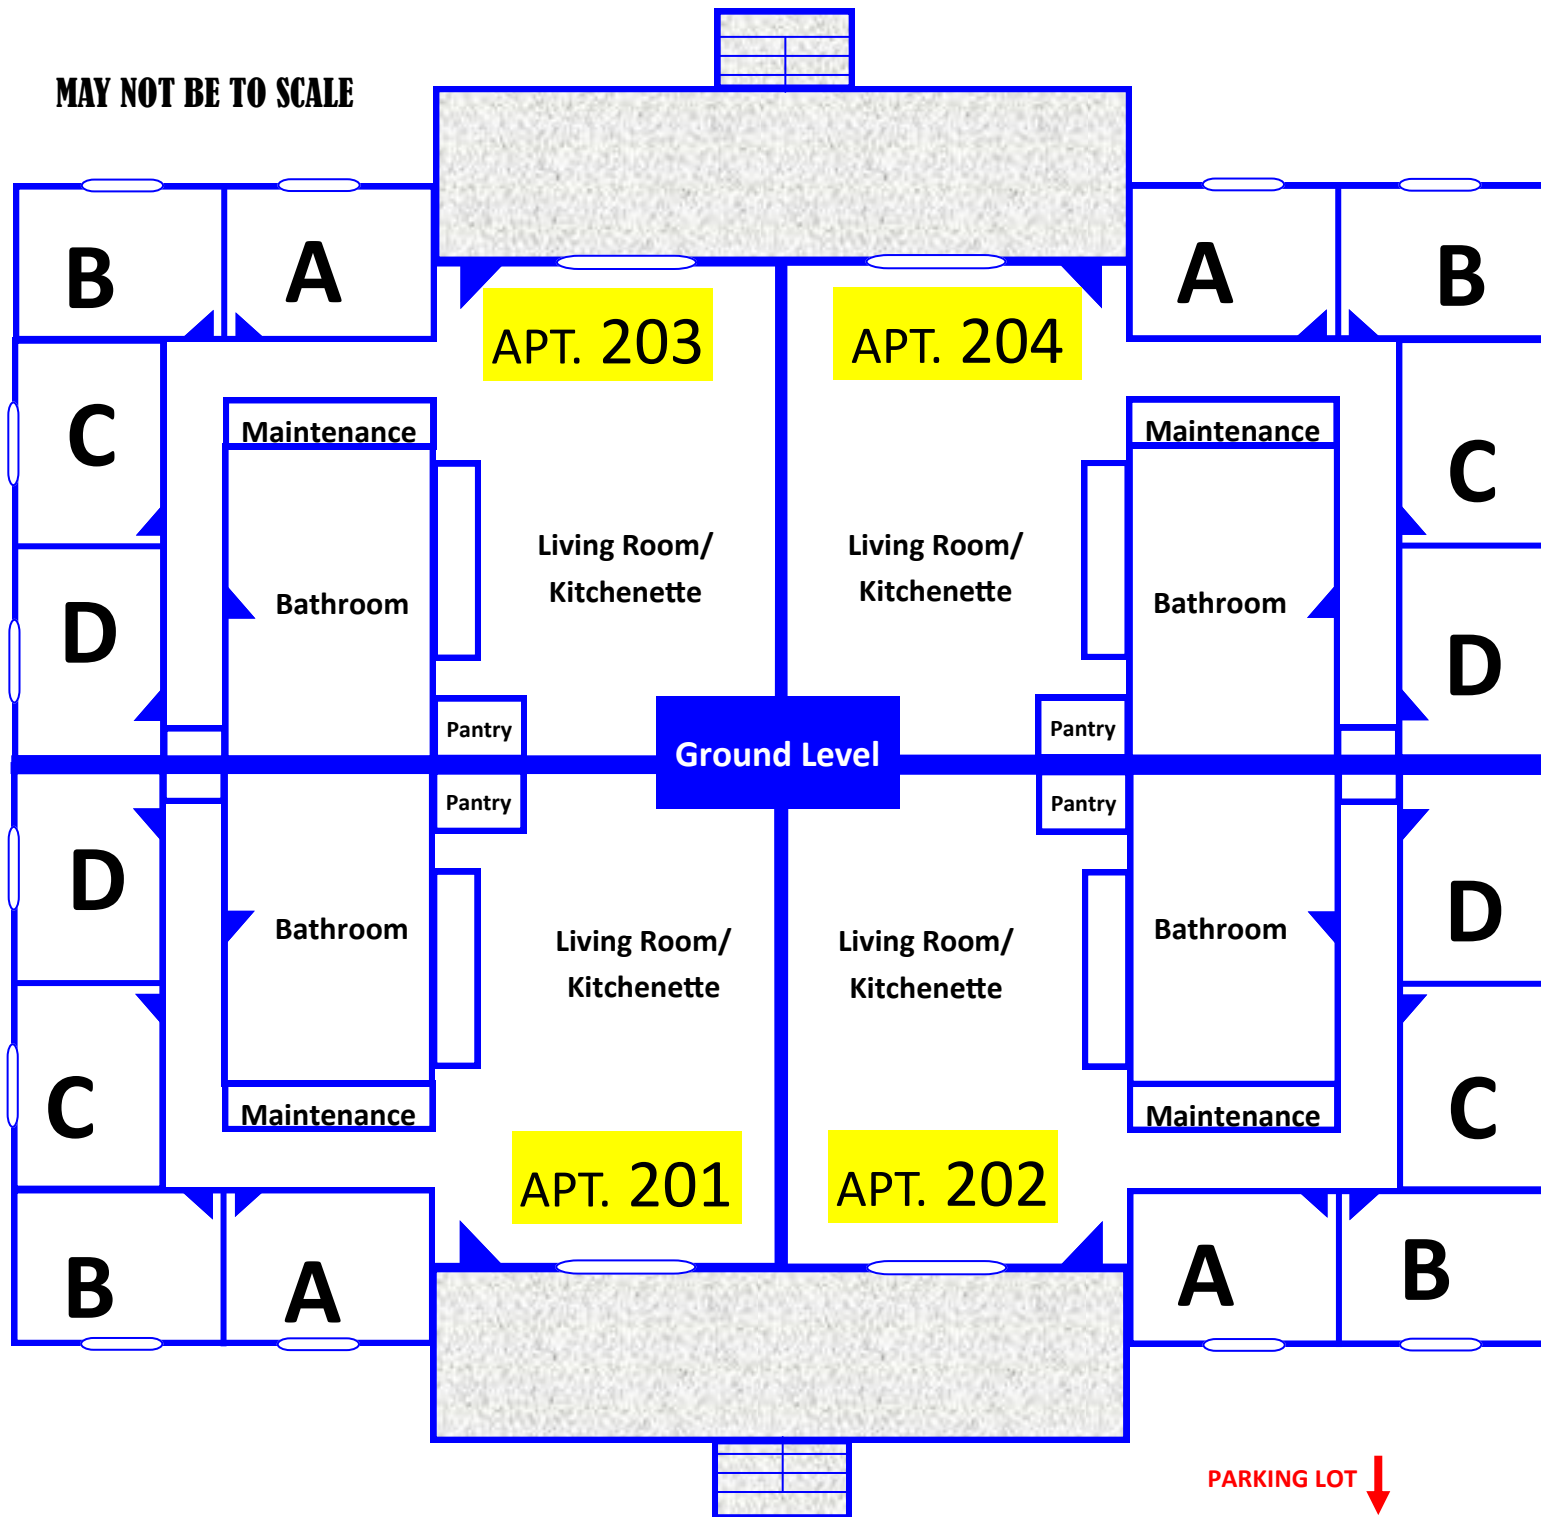 MAY NOT BE TO SCALE
B
A
A
B
APT. 203
APT. 204
C
Maintenance
Maintenance
C
Living Room/
Kitchenette
Living Room/
Kitchenette
D
Bathroom
Bathroom
D
Pantry
Ground Level
Pantry
Pantry
Pantry
D
Bathroom
Living Room/
Kitchenette
Living Room/
Kitchenette
Bathroom
D
C
Maintenance
Maintenance
C
APT. 201
APT. 202
B
A
A
B
PARKING LOT